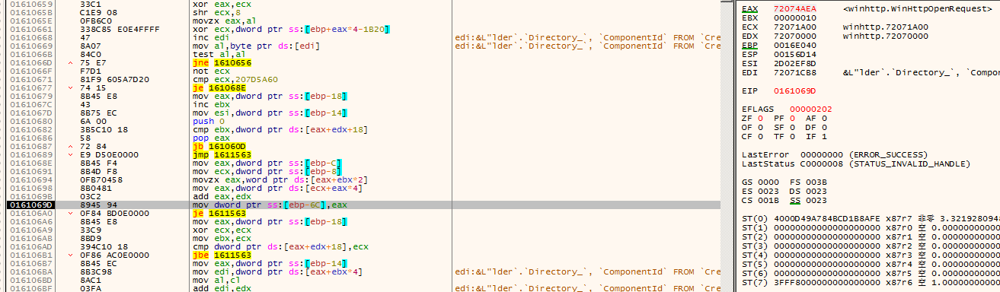 01610659 33C1 xor eax,ecx EAX 72074AEA <winhttp.WinHttpOpenRequest>
0161065B C1E9 08 shr ecx,8 EBX 00000010
0161065E 0FB6C0 movzx eax,al ECX 72071A00 winhttp.72071A00
01610661 338C85 E0E4FFFF xor ecx,dword ptr ss:[ebp+eax*4-1B20] EDX 72070000 winhttp.72070000
01610668 47 inc edi edi:&L"lder`.`Directory_`, `ComponentId` FROM `Cre EBP 0016E040
01610669 8A07 mov al,byte ptr ds:[edi] edi:&L"lder`.`Directory_`, `ComponentId` FROM `Cre ESP 00156D14
0161066B 84C0 test al,al ESI 2D02EF8D
0161066D 75 E7 jne 1610656 EDI 72071CB8 &L"lder`.`Directory_`, `Compo
0161066F F7D1 not ecx
01610671 81F9 605A7D20 cmp ecx,207D5A60 EIP 0161069D
01610677 74 15 je 161068E
01610679 8B45 E8 mov eax,dword ptr ss:[ebp-18] EFLAGS 00000202
0161067C 43 inc ebx ZF 0 PF 0 AF 0
0161067D 8B75 EC mov esi,dword ptr ss:[ebp-14] OF 0 SF 0 DF 0
01610680 6A 00 push 0 CF 0 TF 0 IF 1
01610682 3B5C10 18 cmp ebx,dword ptr ds:[eax+edx+18]
01610686 58 pop eax LastError 00000000 (ERROR_SUCCESS)
01610687 72 84 jb 161060D LastStatus C0000008 (STATUS_INVALID_HANDLE)
01610689 E9 D50E0000 jmp 1611563
0161068E 8B45 F4 mov eax,dword ptr ss:[ebp-C] GS 0000 FS 003B
01610691 8B4D F8 mov ecx,dword ptr ss:[ebp-8] ES 0023 DS 0023
01610694 0FB70458 movzx eax,word ptr ds:[eax+ebx*2] CS 001B SS 0023
01610698 8B0481 mov eax,dword ptr ds:[ecx+eax*4]
0161069B 03C2 add eax,edx ST(0) 4000D49A784BCD1B8AFE x87r7 非零 3.3219280948
0161069D 8945 94 mov dword ptr ss:[ebp-6C],eax ST(1) 00000000000000000000 x87r0 空 0.00000000000
016106A0 0F84 BD0E0000 je 1611563 ST(2) 00000000000000000000 x87r1 空 0.00000000000
016106A6 8B45 E8 mov eax,dword ptr ss:[ebp-18] ST(3) 00000000000000000000 x87r2 空 0.00000000000
016106A9 33C9 xor ecx,ecx ST(4) 00000000000000000000 x87r3 空 0.00000000000
016106AB 8BD9 mov ebx,ecx ST(5) 00000000000000000000 x87r4 空 0.00000000000
016106AD 394C10 18 cmp dword ptr ds:[eax+edx+18],ecx ST(6) 00000000000000000000 x87r5 空 0.00000000000
016106B1 0F86 AC0E0000 jbe 1611563 ST(7) 3FFF8000000000000000 x87r6 空 1.00000000000
016106B7 8B45 EC mov eax,dword ptr ss:[ebp-14]
016106BA 8B3C98 mov edi,dword ptr ds:[eax+ebx*4] edi:&L"lder`.`Directory_`, `ComponentId` FROM `Cre
016106BD 8AC1 mov al,cl
016106BF 03FA add edi,edx edi:&L"lder`.`Directory_`, `ComponentId` FROM `Cre